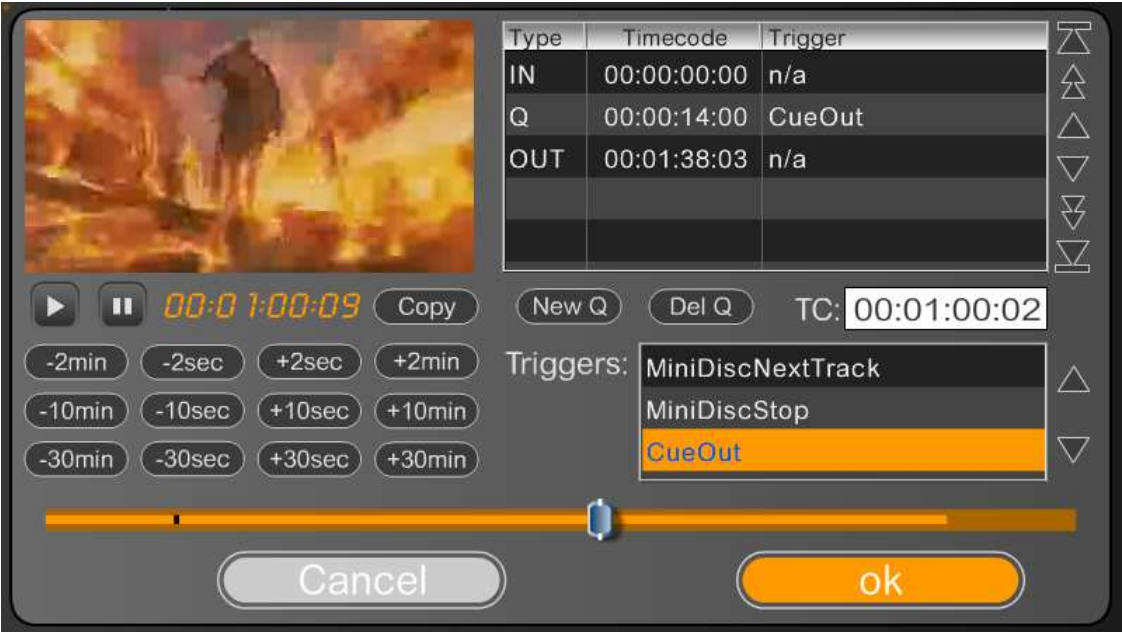 Type Timecode Trigger
IN 00:00:00:00 n/a
Q 00:00:14:00 CueOut
OUT 00:01:38:03 n/a
00:01:00:09 Copy
New Q Del Q TC: 00:01:00:02
-2min -2sec +2sec +2min
-10min -10sec +10sec +10min
-30min -30sec +30sec +30min
Triggers: MiniDiscNextTrack
MiniDiscStop
CueOut
Cancel ok